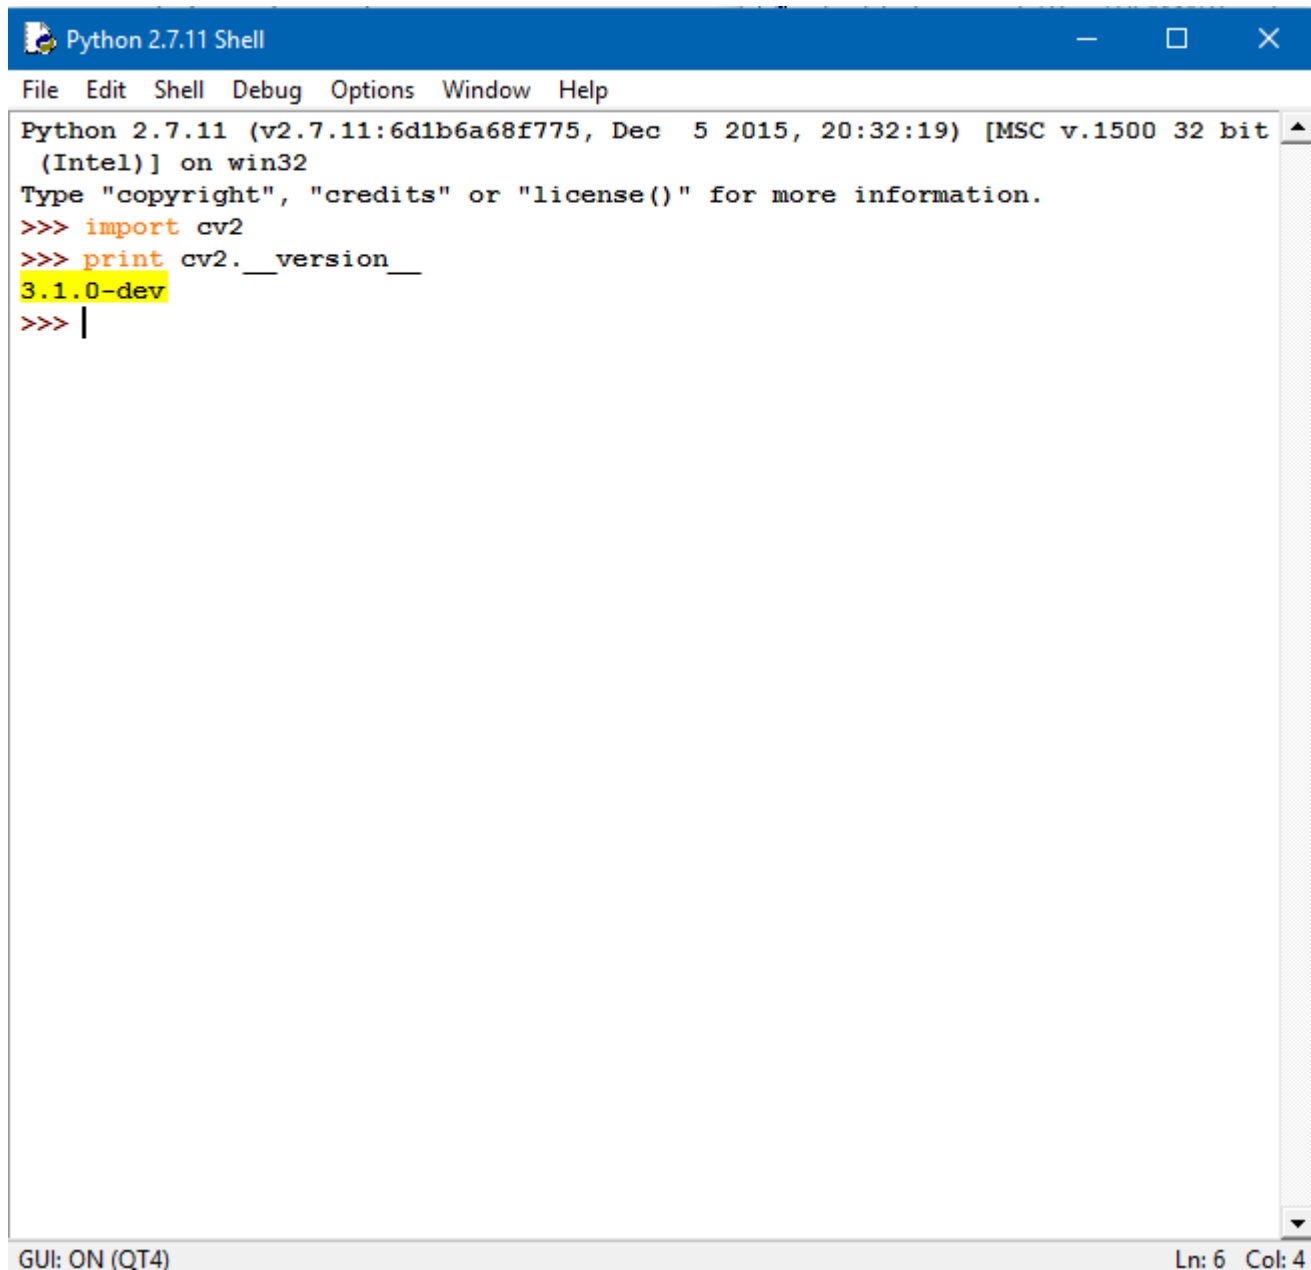 Python 2.7.11 Shell
File Edit Shell Debug Options Window Help
Python 2.7.11 (v2.7.11:6d1b6a68f775, Dec  5 2015, 20:32:19) [MSC v.1500 32 bit
 (Intel)] on win32
Type "copyright", "credits" or "license()" for more information.
>>> import cv2
>>> print cv2.__version__
3.1.0-dev
>>>
GUI: ON (QT4) Ln: 6 Col: 4